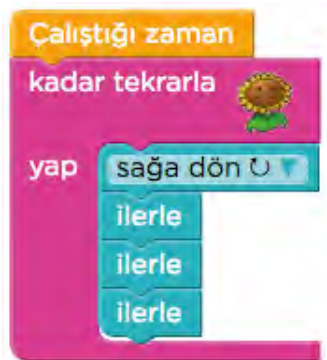 Çalıştığı zaman
kadar tekrarla
yap sağa dön ↻
ilerle
ilerle
ilerle